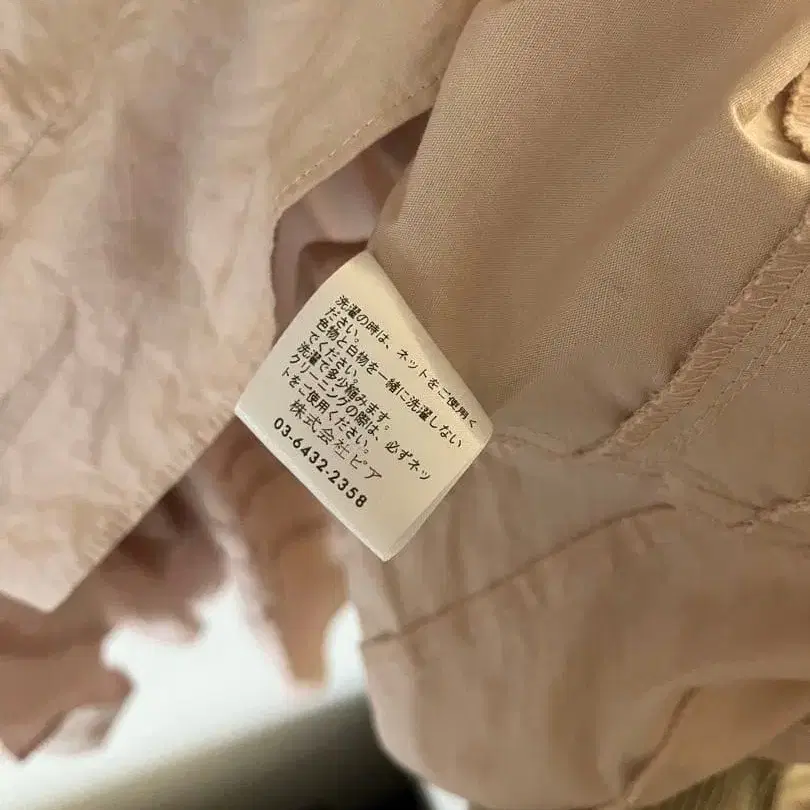 洗濯の時は、ネットをご使用く
ださい。
色物と白物を一緒に洗濯しない
でください。
洗濯で多少縮みます。
クリーニングの際は、必ずネッ
トをご使用ください。
株式会社ピア
03-6432-2358